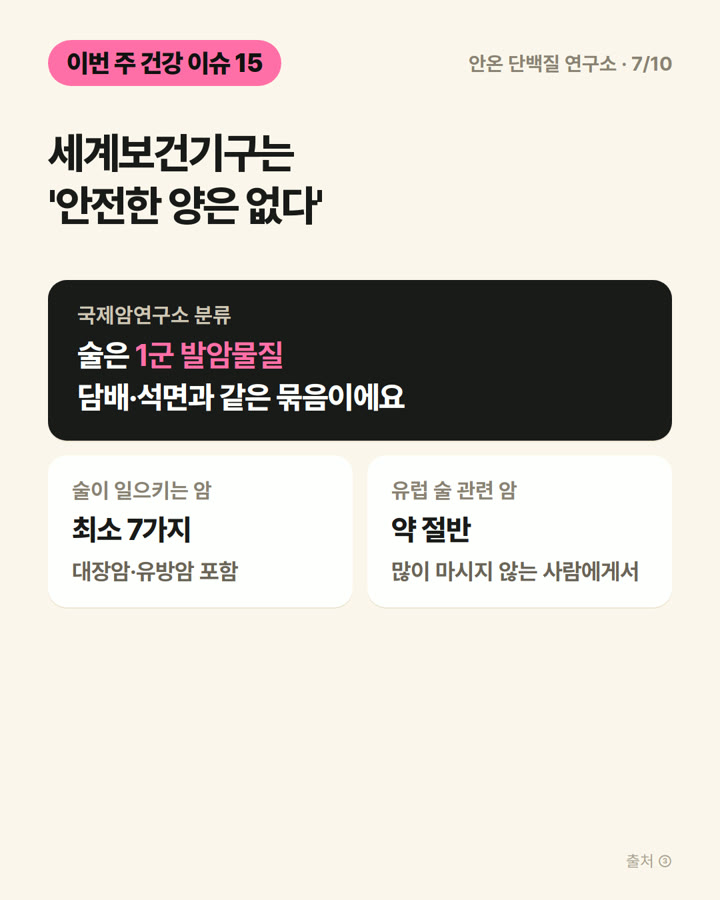 이번 주 건강 이슈 15
안온 단백질 연구소 · 7/10
세계보건기구는
'안전한 양은 없다'
국제암연구소 분류
술은 1군 발암물질
담배·석면과 같은 묶음이에요
술이 일으키는 암
최소 7가지
대장암·유방암 포함
유럽 술 관련 암
약 절반
많이 마시지 않는 사람에게서
출처 ③